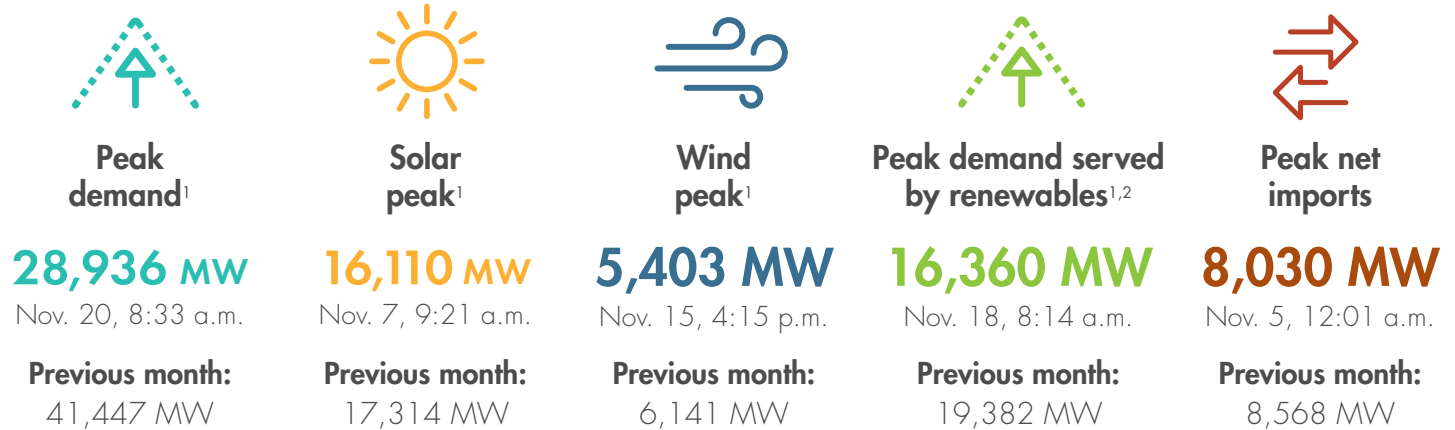 Peak
demand¹
28,936 MW
Nov. 20, 8:33 a.m.
Previous month:
41,447 MW
Solar
peak¹
16,110 MW
Nov. 7, 9:21 a.m.
Previous month:
17,314 MW
Wind
peak¹
5,403 MW
Nov. 15, 4:15 p.m.
Previous month:
6,141 MW
Peak demand served
by renewables¹,²
16,360 MW
Nov. 18, 8:14 a.m.
Previous month:
19,382 MW
Peak net
imports
8,030 MW
Nov. 5, 12:01 a.m.
Previous month:
8,568 MW